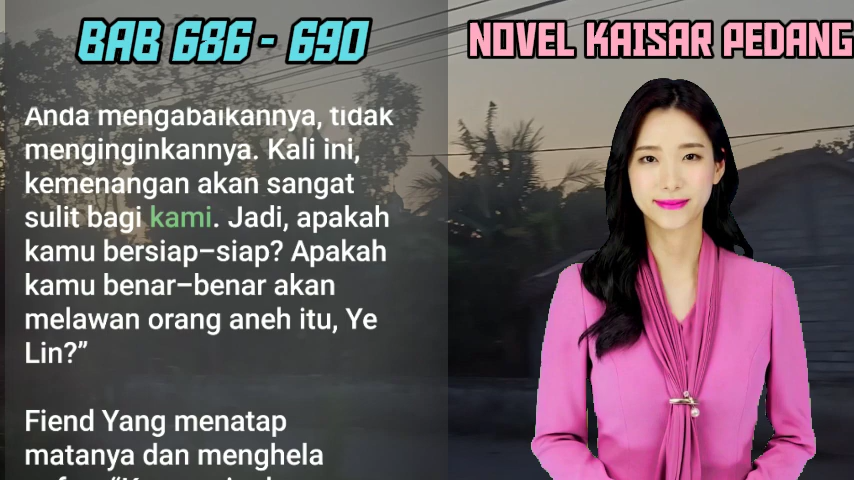 BAB 686 - 690
NOVEL KAISAR PEDANG
Anda mengabaikannya, tidak
menginginkannya. Kali ini,
kemenangan akan sangat
sulit bagi kami. Jadi, apakah
kamu bersiap–siap? Apakah
kamu benar–benar akan
melawan orang aneh itu, Ye
Lin?”
Fiend Yang menatap
matanya dan menghela